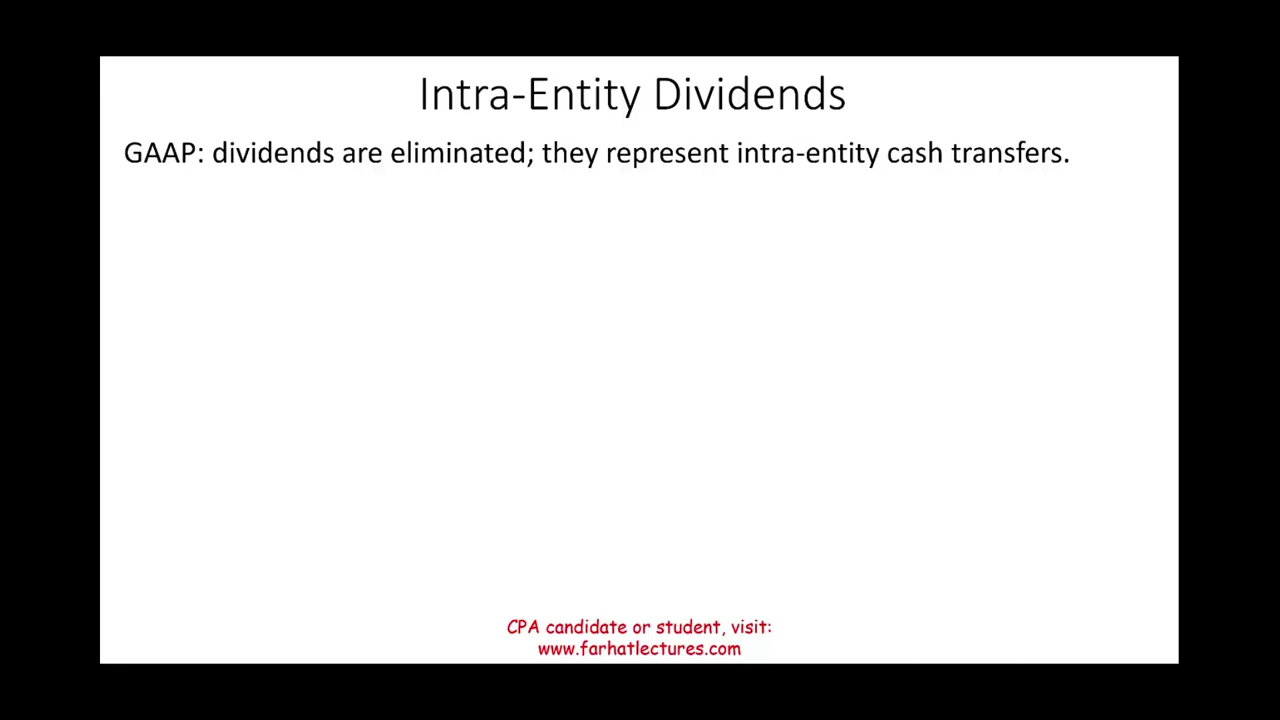 Intra-Entity Dividends
GAAP: dividends are eliminated; they represent intra-entity cash transfers.
CPA candidate or student, visit:
www.farhatlectures.com